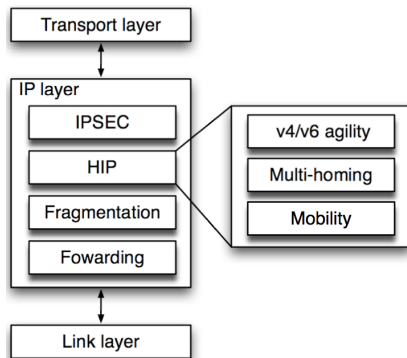 Transport layer
IP layer
IPSEC
HIP
Fragmentation
Fowarding
v4/v6 agility
Multi-homing
Mobility
Link layer